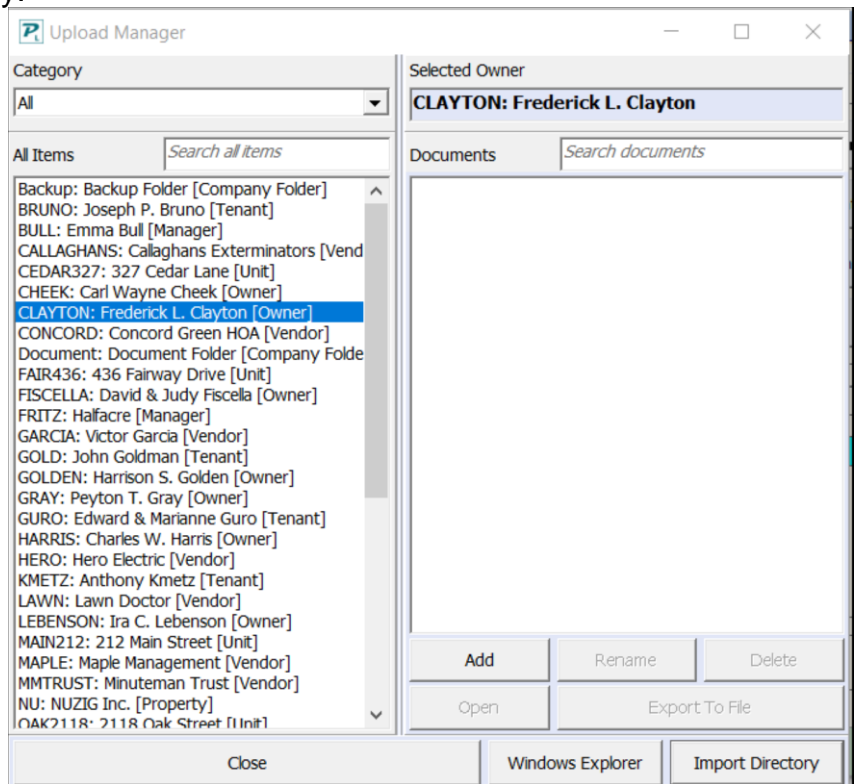 y.
Upload Manager
Category
All
All Items
Search all items
Backup: Backup Folder [Company Folder]
BRUNO: Joseph P. Bruno [Tenant]
BULL: Emma Bull [Manager]
CALLAGHANS: Callaghans Exterminators [Vend
CEDAR327: 327 Cedar Lane [Unit]
CHEEK: Carl Wayne Cheek [Owner]
CLAYTON: Frederick L. Clayton [Owner]
CONCORD: Concord Green HOA [Vendor]
Document: Document Folder [Company Folde
FAIR436: 436 Fairway Drive [Unit]
FISCELLA: David & Judy Fiscella [Owner]
FRITZ: Halfacre [Manager]
GARCIA: Victor Garcia [Vendor]
GOLD: John Goldman [Tenant]
GOLDEN: Harrison S. Golden [Owner]
GRAY: Peyton T. Gray [Owner]
GURO: Edward & Marianne Guro [Tenant]
HARRIS: Charles W. Harris [Owner]
HERO: Hero Electric [Vendor]
KMETZ: Anthony Kmetz [Tenant]
LAWN: Lawn Doctor [Vendor]
LEBENSON: Ira C. Lebenson [Owner]
MAIN212: 212 Main Street [Unit]
MAPLE: Maple Management [Vendor]
MMTRUST: Minuteman Trust [Vendor]
NU: NUZIG Inc. [Property]
OAK2118: 2118 Oak Street [Unit]
Selected Owner
CLAYTON: Frederick L. Clayton
Documents
Search documents
Add
Rename
Delete
Open
Export To File
Close
Windows Explorer
Import Directory